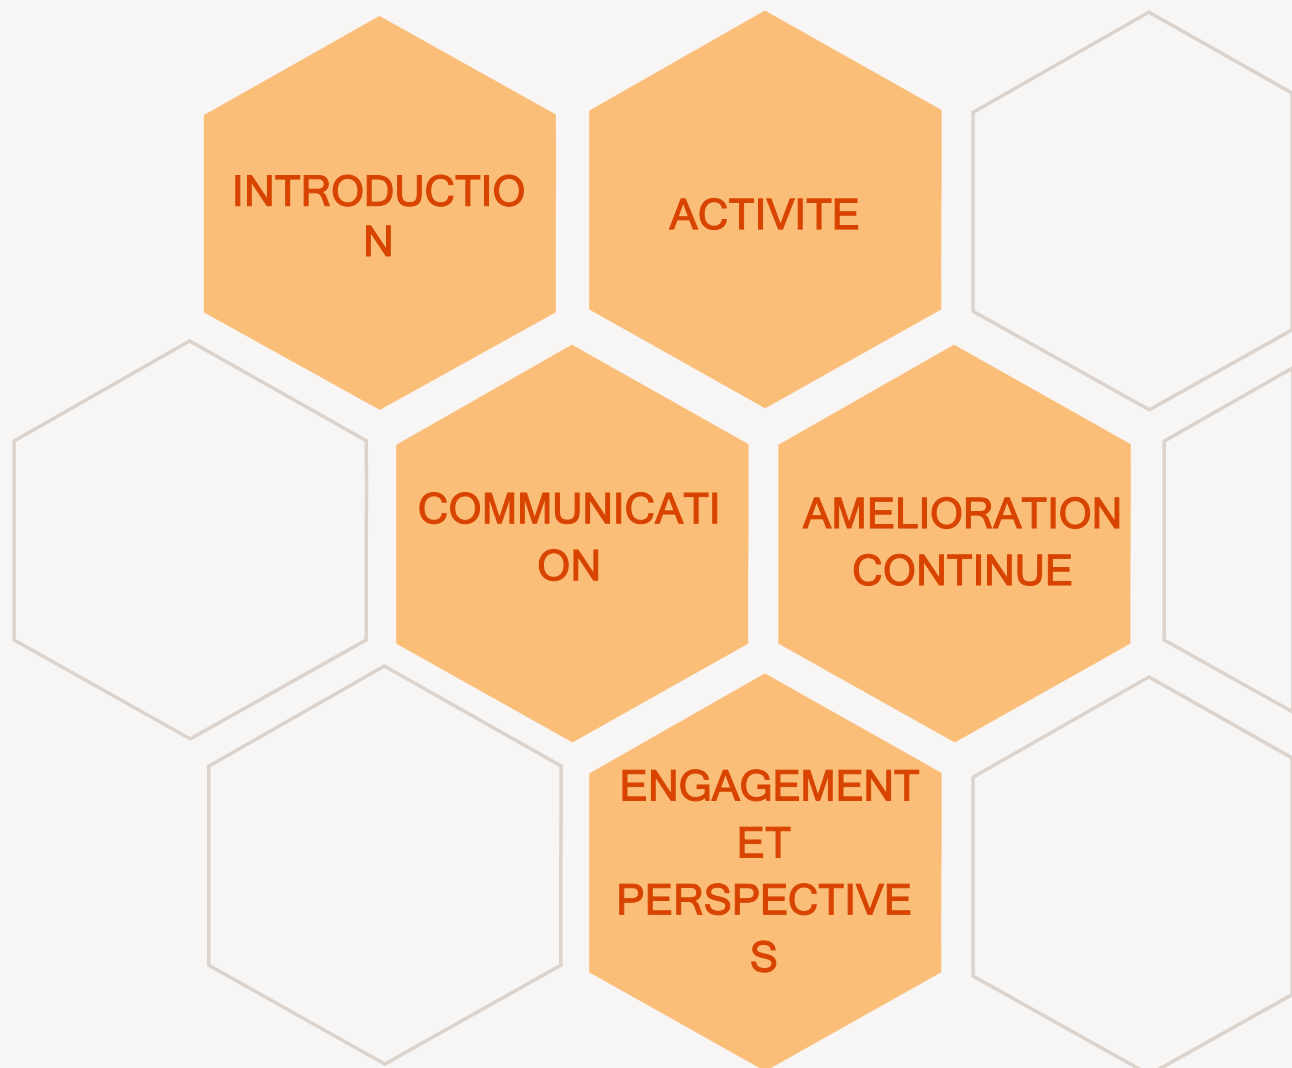 INTRODUCTIO
N
ACTIVITE
COMMUNICATI
ON
AMELIORATION
CONTINUE
ENGAGEMENT
ET
PERSPECTIVE
S